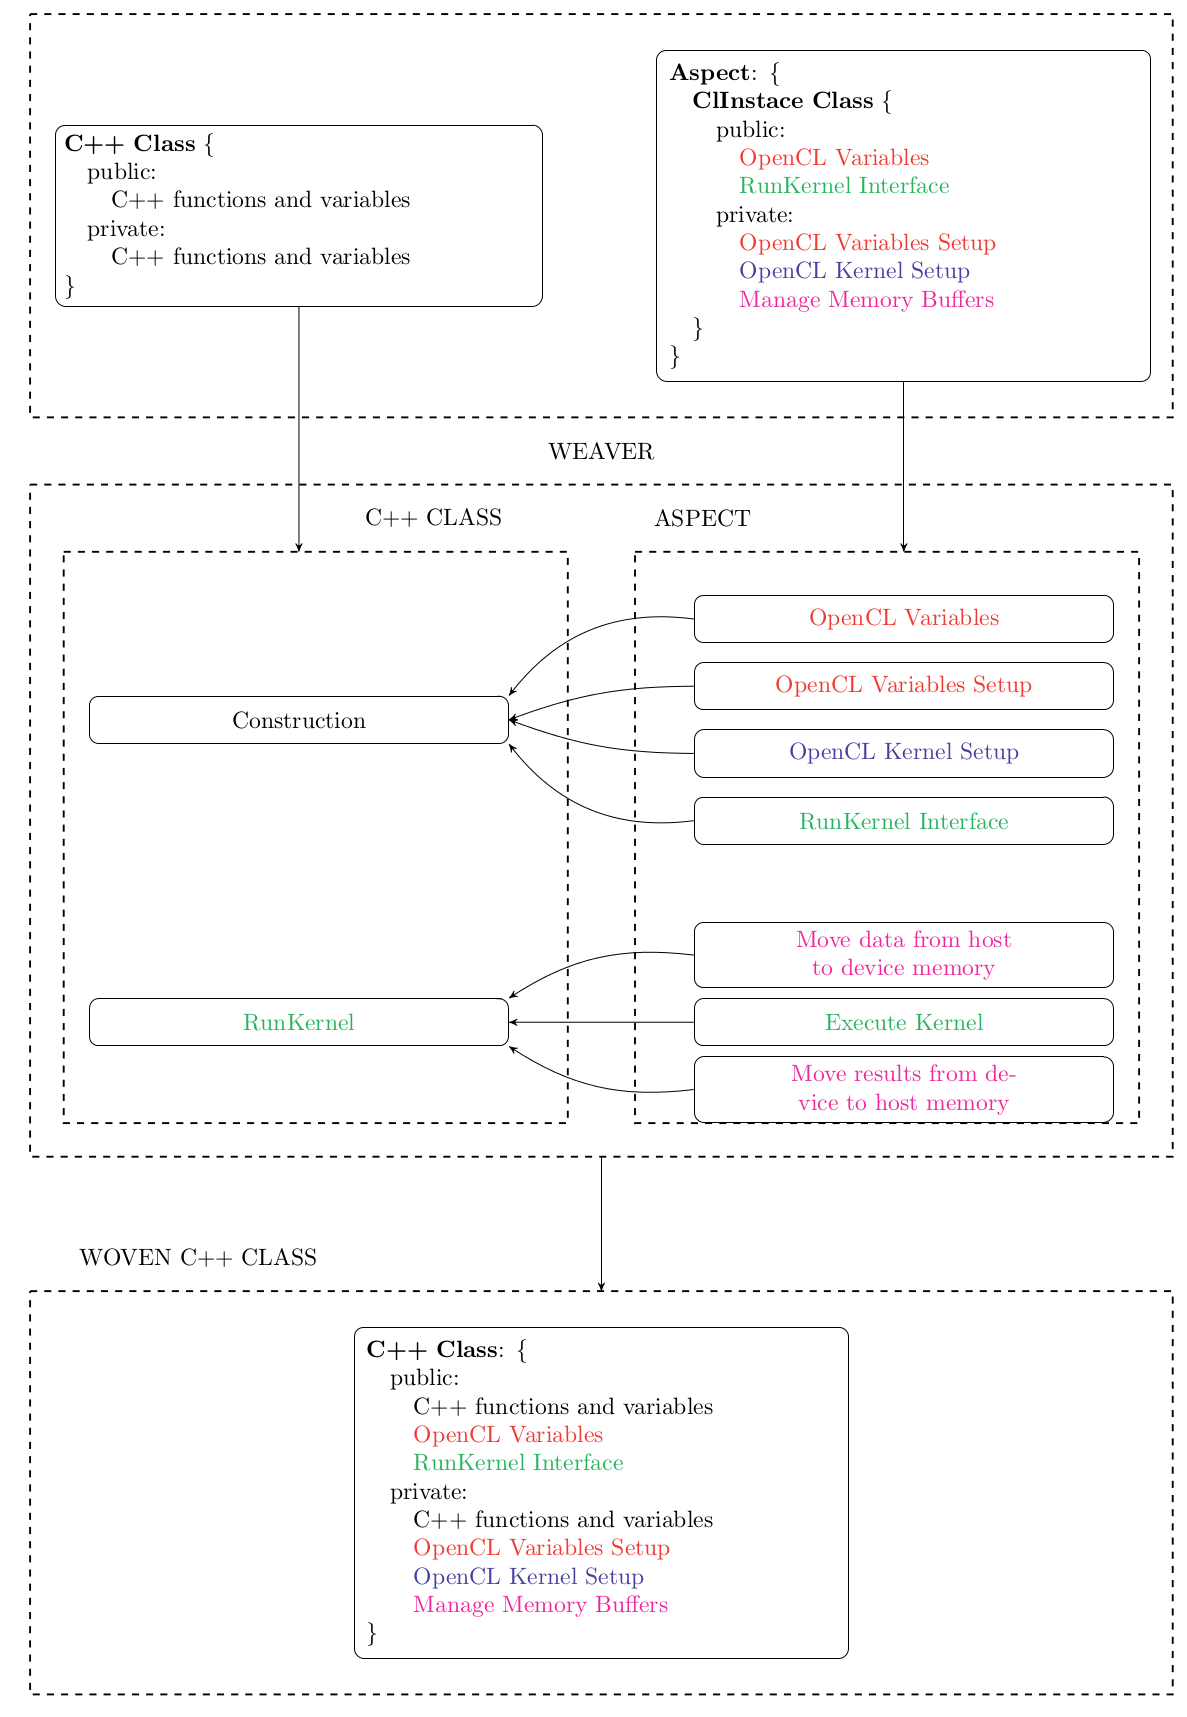 C++ Class {
public:
C++ functions and variables
private:
C++ functions and variables
}
Aspect: {
ClInstace Class {
public:
OpenCL Variables
RunKernel Interface
private:
OpenCL Variables Setup
OpenCL Kernel Setup
Manage Memory Buffers
}
}
WEAVER
C++ CLASS
ASPECT
Construction
RunKernel
OpenCL Variables
OpenCL Variables Setup
OpenCL Kernel Setup
RunKernel Interface
Move data from host
to device memory
Execute Kernel
Move results from de-
vice to host memory
WOVEN C++ CLASS
C++ Class: {
public:
C++ functions and variables
OpenCL Variables
RunKernel Interface
private:
C++ functions and variables
OpenCL Variables Setup
OpenCL Kernel Setup
Manage Memory Buffers
}